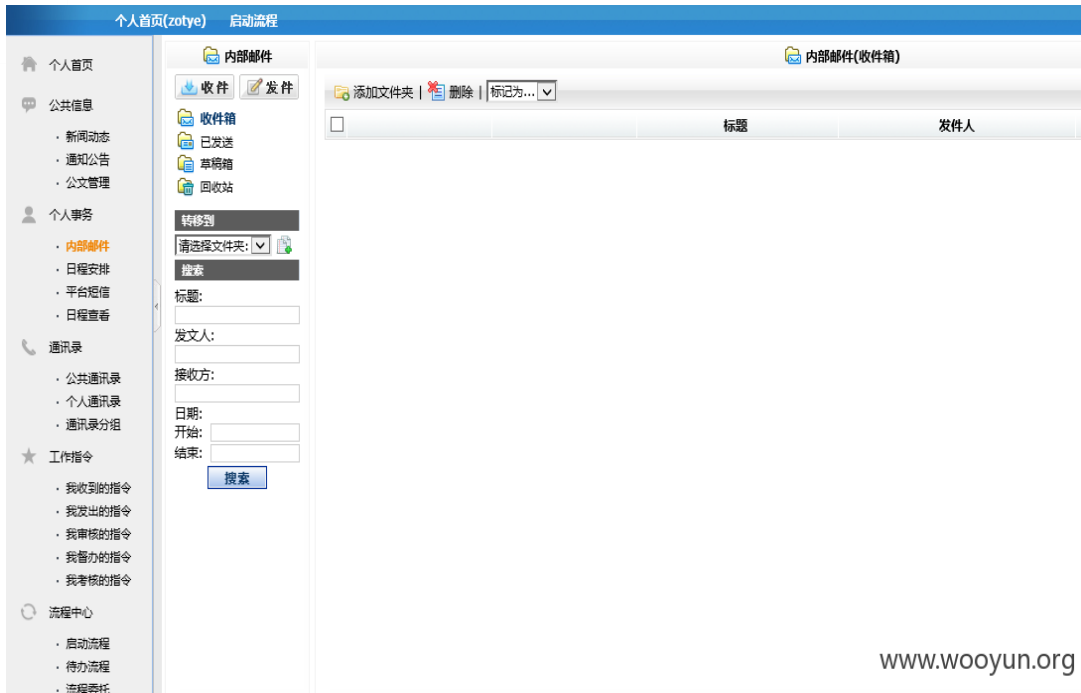 个人首页(zotye) 启动流程
个人首页
公共信息
· 新闻动态
· 通知公告
· 公文管理
个人事务
· 内部邮件
· 日程安排
· 平台短信
· 日程查看
通讯录
· 公共通讯录
· 个人通讯录
· 通讯录分组
工作指令
· 我收到的指令
· 我发出的指令
· 我审核的指令
· 我督办的指令
· 我考核的指令
流程中心
· 启动流程
· 待办流程
· 流程委托
内部邮件
收件 发件
收件箱
已发送
草稿箱
回收站
转移到
请选择文件夹:
搜索
标题:
发文人:
接收方:
日期:
开始:
结束:
搜索
内部邮件(收件箱)
添加文件夹 | 删除 | 标记为...
标题 发件人
www.wooyun.org